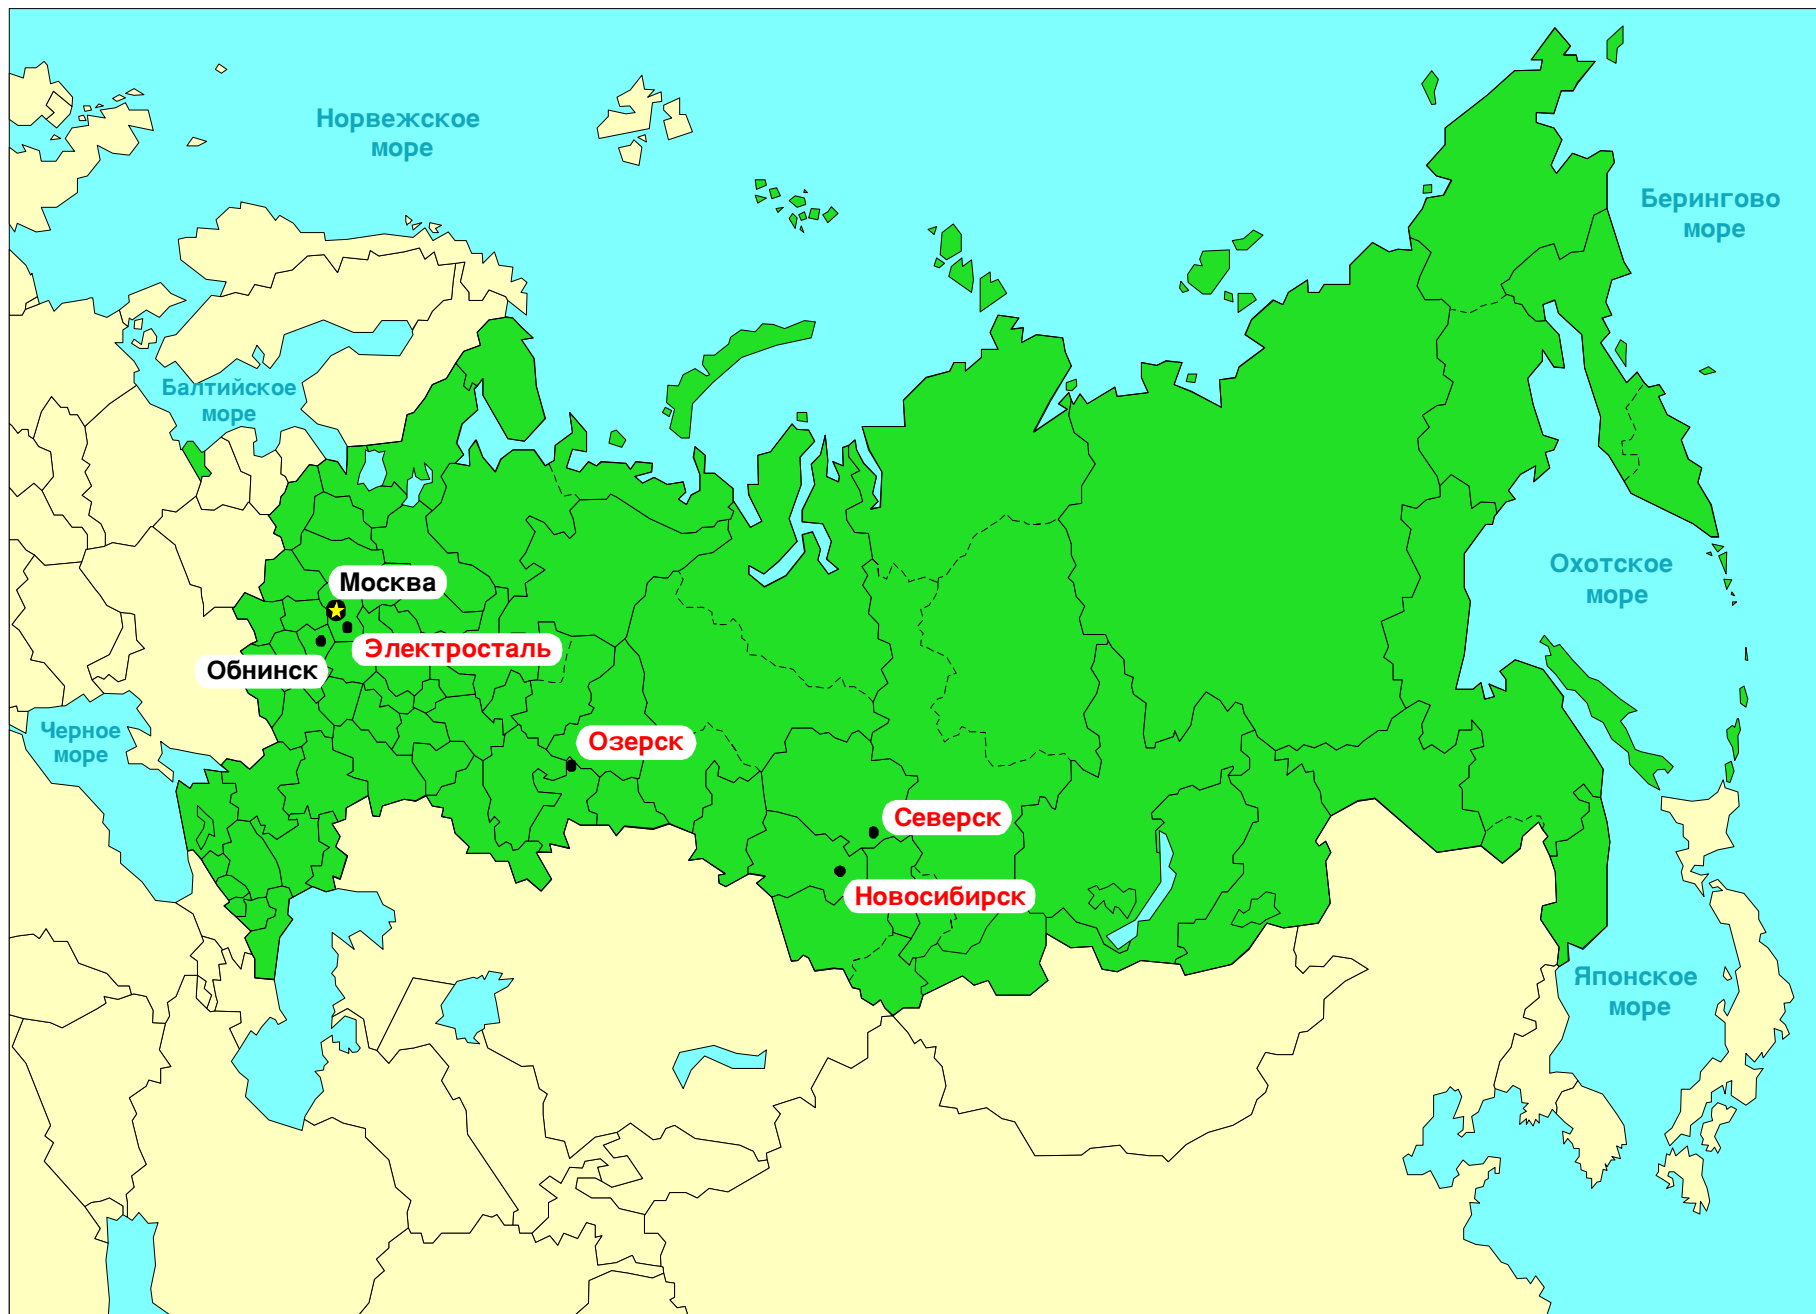 Норвежское
море
Берингово
море
Балтийское
море
Охотское
море
Москва
Электросталь
Обнинск
Черное
море
Озерск
Северск
Новосибирск
Японское
море